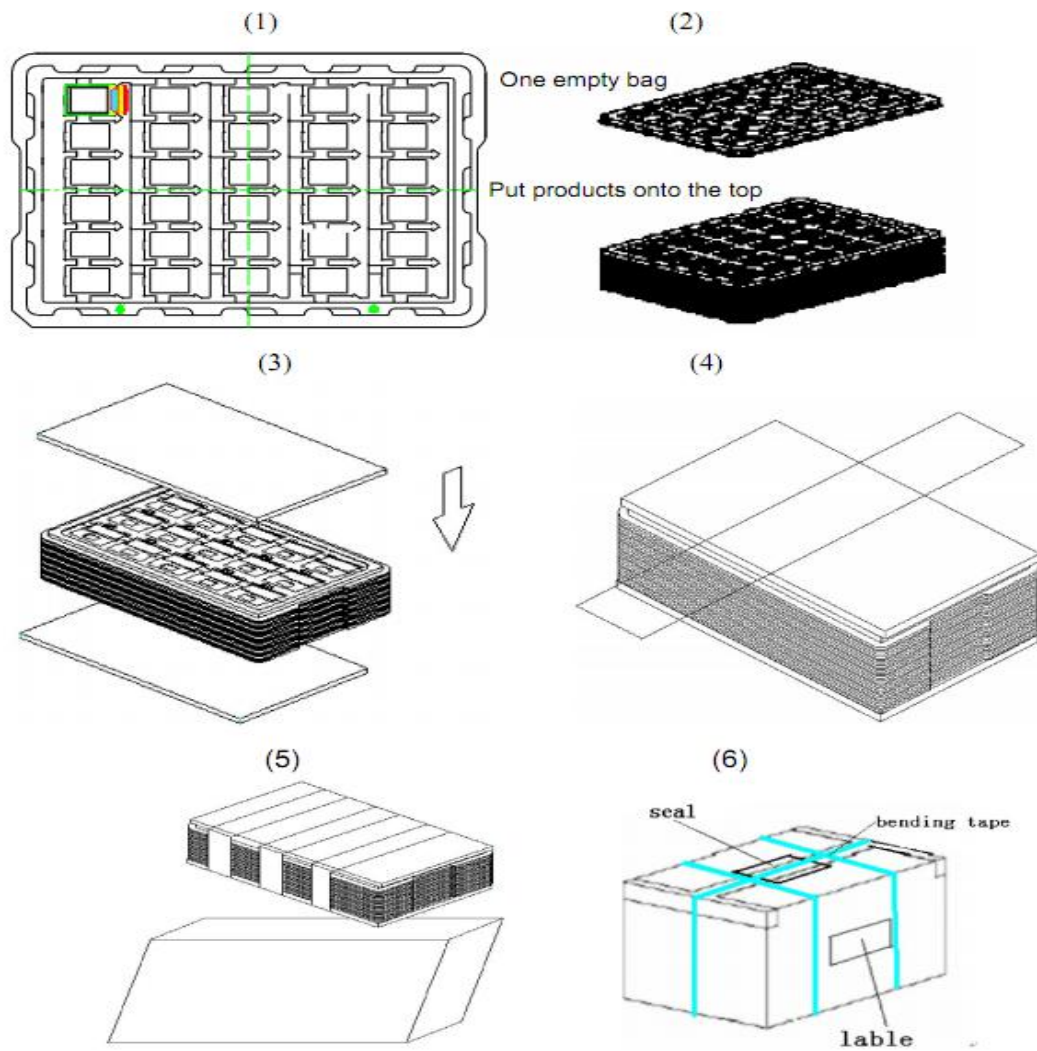 (1)
(2)
One empty bag
Put products onto the top
(3)
(4)
(5)
(6)
seal
bending tape
lable